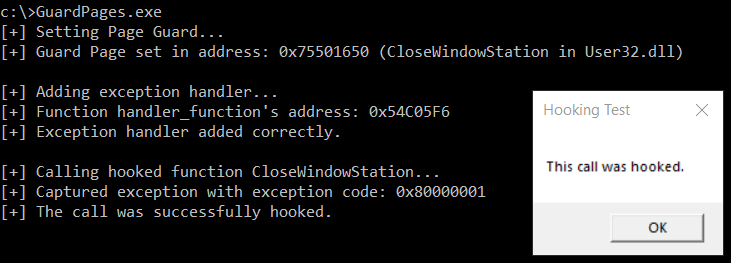 c:\>GuardPages.exe
[+] Setting Page Guard...
[+] Guard Page set in address: 0x75501650 (CloseWindowStation in User32.dll)
[+] Adding exception handler...
[+] Function handler_function's address: 0x54C05F6
[+] Exception handler added correctly.
[+] Calling hooked function CloseWindowStation...
[+] Captured exception with exception code: 0x80000001
[+] The call was successfully hooked.
Hooking Test
This call was hooked.
OK